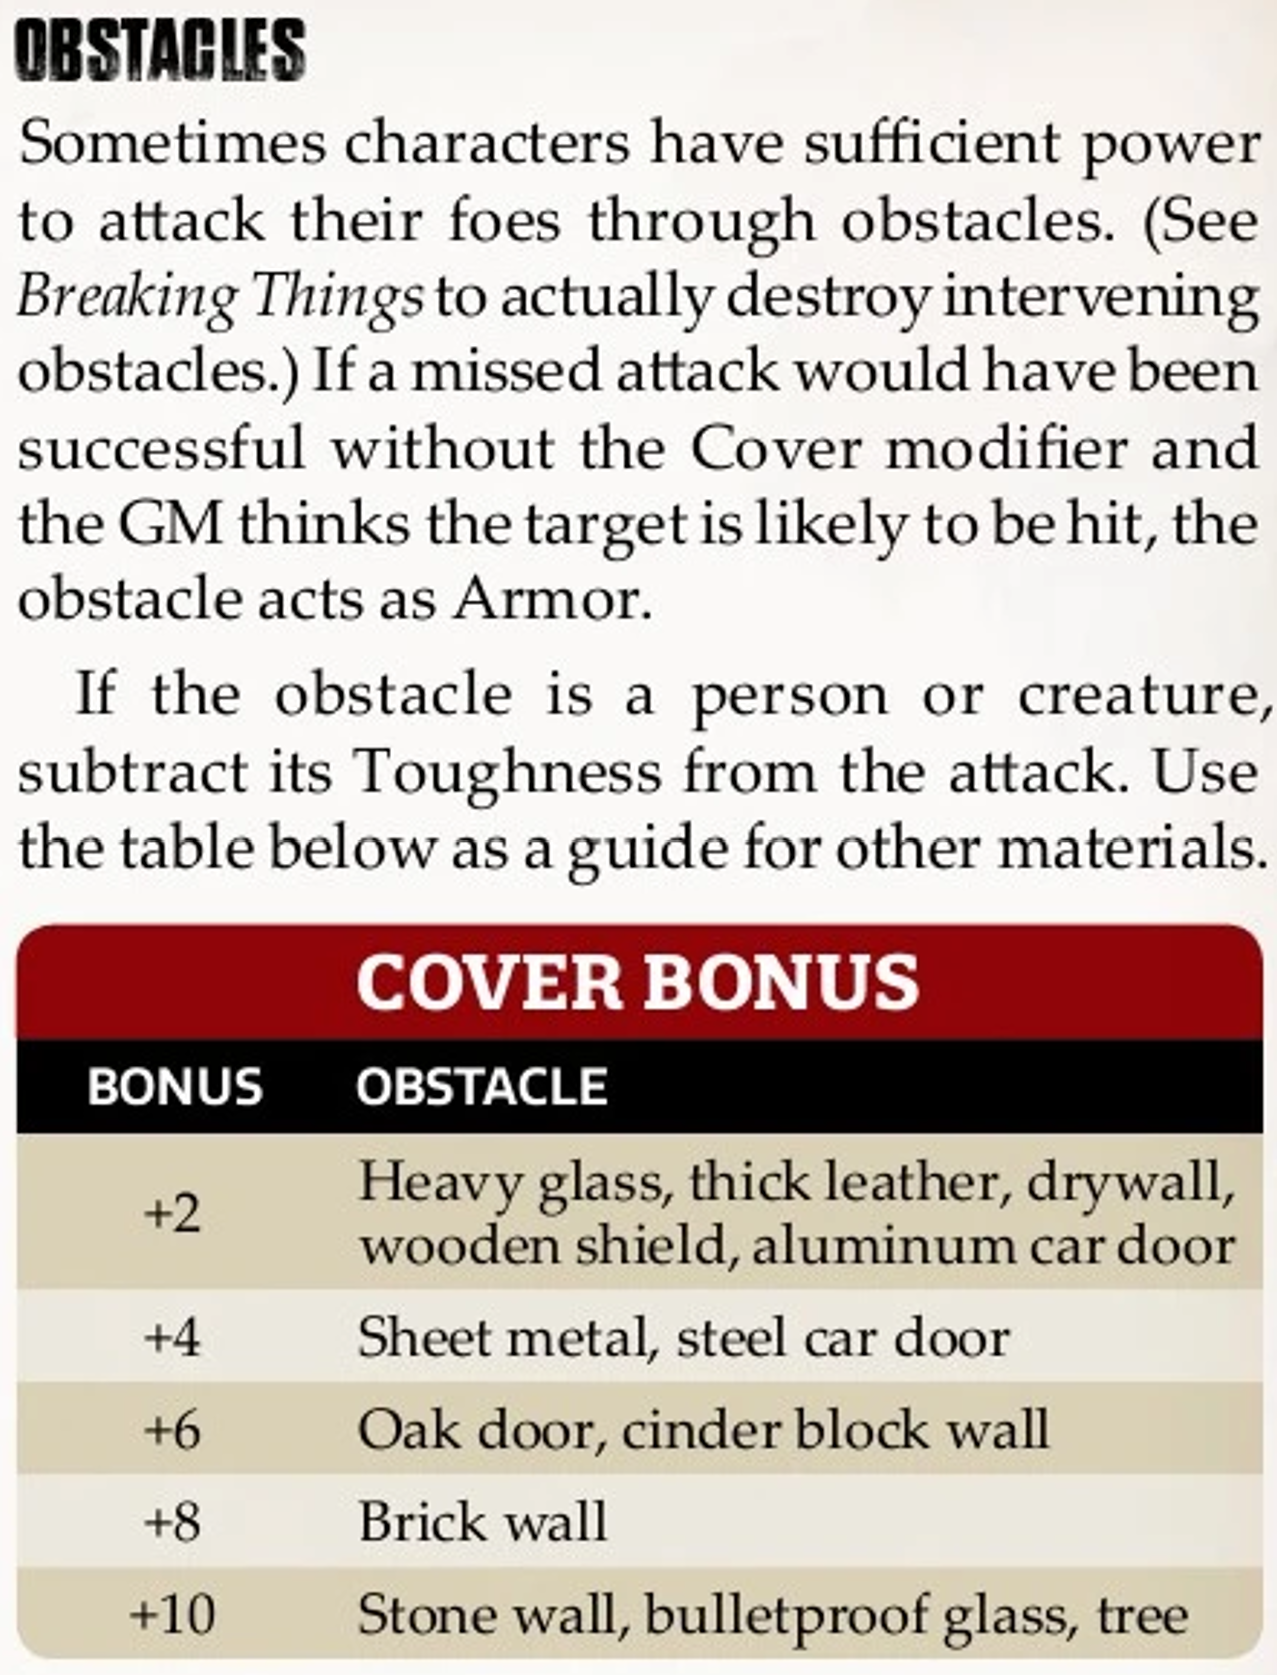 OBSTACLES
Sometimes characters have sufficient power
to attack their foes through obstacles. (See
Breaking Things to actually destroy intervening
obstacles.) If a missed attack would have been
successful without the Cover modifier and
the GM thinks the target is likely to be hit, the
obstacle acts as Armor.
If the obstacle is a person or creature,
subtract its Toughness from the attack. Use
the table below as a guide for other materials.
COVER BONUS
BONUS OBSTACLE
+2 Heavy glass, thick leather, drywall,
wooden shield, aluminum car door
+4 Sheet metal, steel car door
+6 Oak door, cinder block wall
+8 Brick wall
+10 Stone wall, bulletproof glass, tree